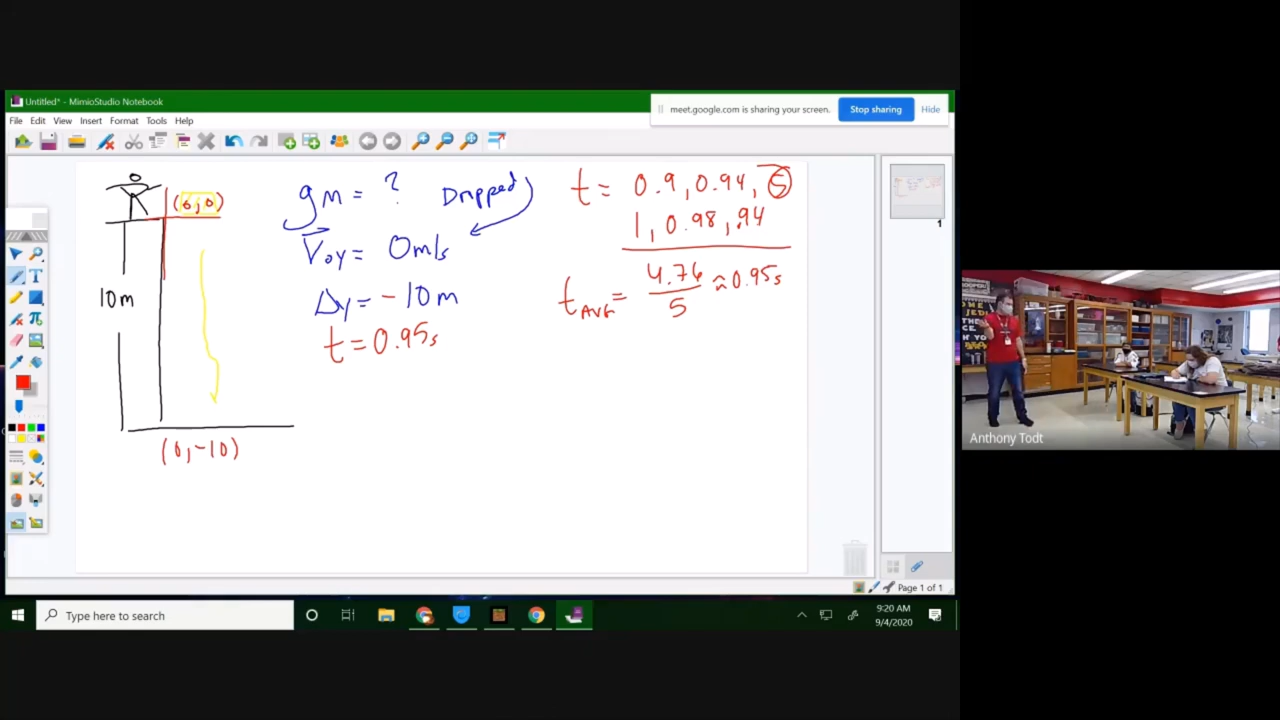 Untitled* - MimioStudio Notebook
meet.google.com is sharing your screen.
Stop sharing
Hide
File Edit View Insert Format Tools Help
(0,0)
gm = ?
Dropped
t = 0.9, 0.94, 5
1, 0.98, .94
Voy = 0m/s
10m
Δy = -10m
tAVG = 4.76/5 ≈ 0.95s
t = 0.95s
(0,-10)
1
Anthony Todt
Page 1 of 1
Type here to search
9:20 AM
9/4/2020